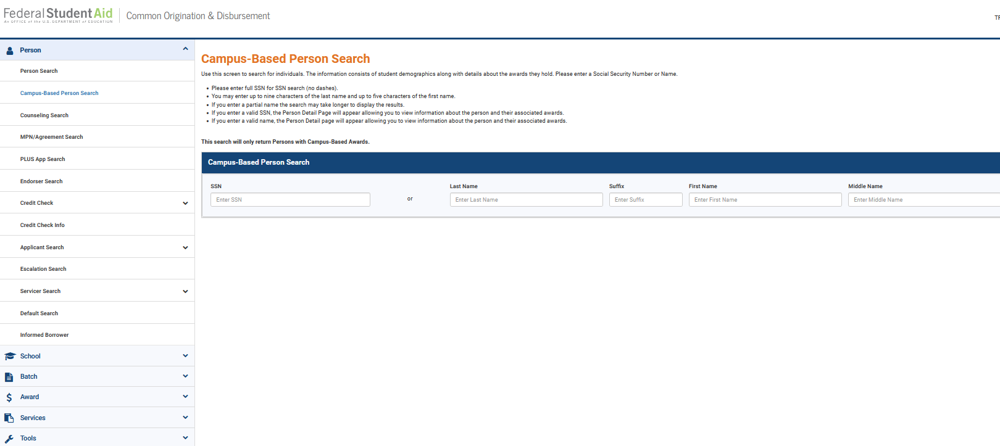 Federal Student Aid
An OFFICE of the U.S. DEPARTMENT of EDUCATION
Common Origination & Disbursement
Person
Person Search
Campus-Based Person Search
Counseling Search
MPN/Agreement Search
PLUS App Search
Endorser Search
Credit Check
Credit Check Info
Applicant Search
Escalation Search
Servicer Search
Default Search
Informed Borrower
School
Batch
Award
Services
Tools
Campus-Based Person Search
Use this screen to search for individuals. The information consists of student demographics along with details about the awards they hold. Please enter a Social Security Number or Name.
• Please enter full SSN for SSN search (no dashes).
• You may enter up to nine characters of the last name and up to five characters of the first name.
• If you enter a partial name the search may take longer to display the results.
• If you enter a valid SSN, the Person Detail Page will appear allowing you to view information about the person and their associated awards.
• If you enter a valid name, the Person Detail page will appear allowing you to view information about the person and their associated awards.
This search will only return Persons with Campus-Based Awards.
Campus-Based Person Search
SSN Last Name Suffix First Name Middle Name
Enter SSN or Enter Last Name Enter Suffix Enter First Name Enter Middle Name